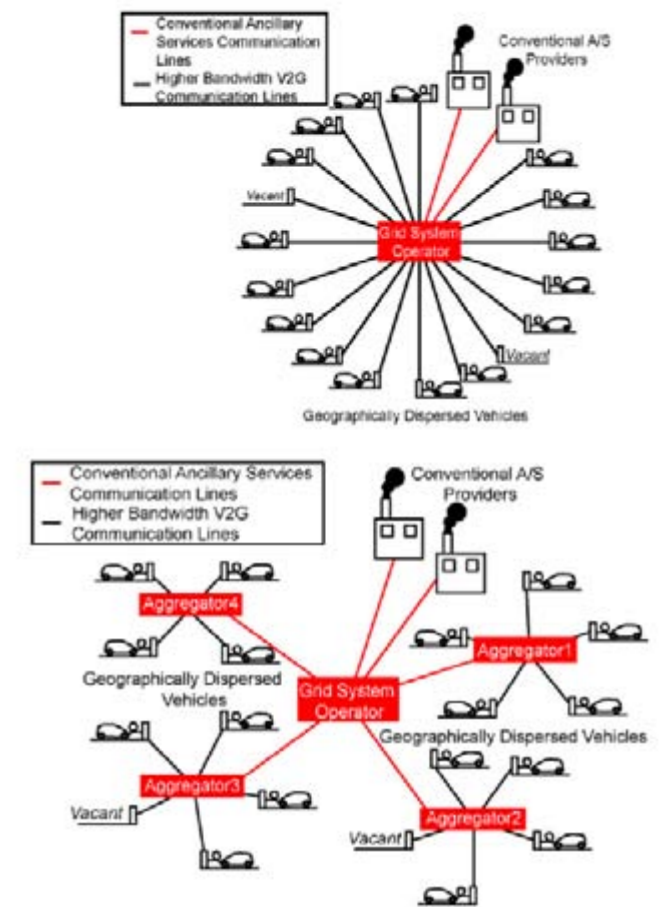 Conventional Ancillary
Services Communication
Lines
Higher Bandwidth V2G
Communication Lines
Conventional A/S
Providers
Vacant
Grid System
Operator
Vacant
Geographically Dispersed Vehicles
Conventional Ancillary Services
Communication Lines
Higher Bandwidth V2G
Communication Lines
Conventional A/S
Providers
Aggregator4
Aggregator1
Geographically Dispersed
Vehicles
Grid System
Operator
Geographically Dispersed Vehicles
Aggregator3
Vacant
Aggregator2
Vacant